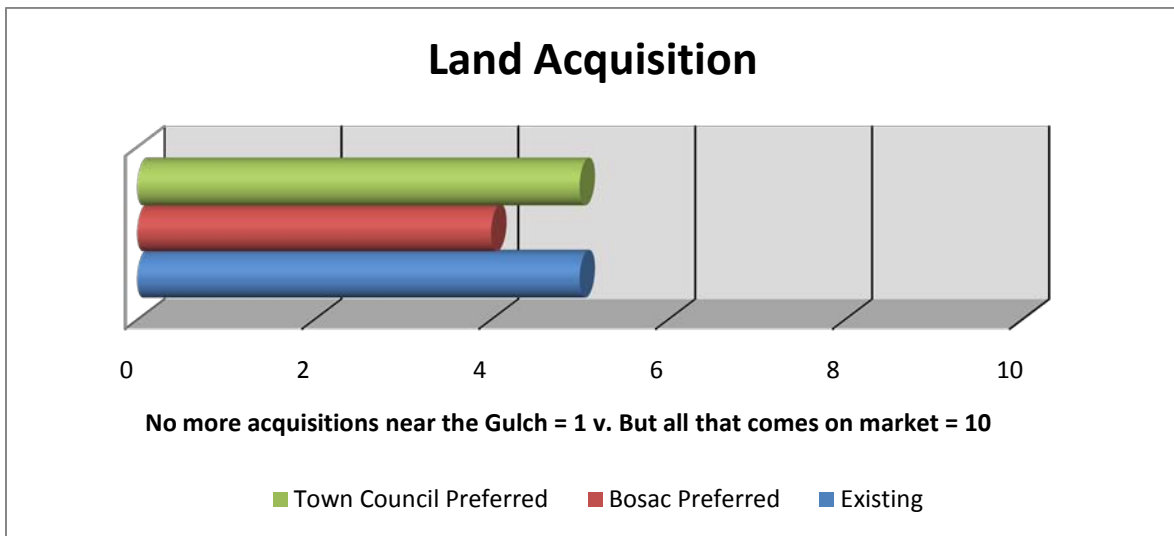 Land Acquisition
0 2 4 6 8 10
No more acquisitions near the Gulch = 1 v. But all that comes on market = 10
Town Council Preferred Bosac Preferred Existing